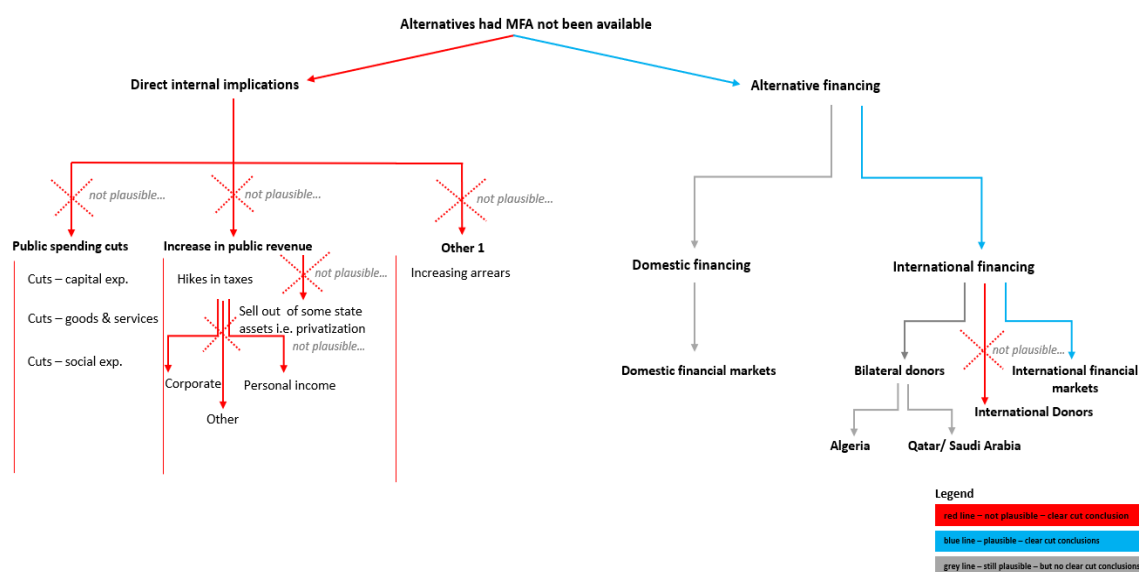 Alternatives had MFA not been available
Direct internal implications
Alternative financing
not plausible...
not plausible...
not plausible...
Public spending cuts
Increase in public revenue
Other 1
Cuts – capital exp.
Hikes in taxes
not plausible...
Increasing arrears
Cuts – goods & services
Sell out of some state
assets i.e. privatization
not plausible...
Cuts – social exp.
Corporate
Personal income
Other
Domestic financing
International financing
not plausible...
Domestic financial markets
Bilateral donors
International financial
markets
International Donors
Algeria
Qatar/ Saudi Arabia
Legend
red line – not plausible – clear cut conclusion
blue line – plausible – clear cut conclusions
grey line – still plausible – but no clear cut conclusions